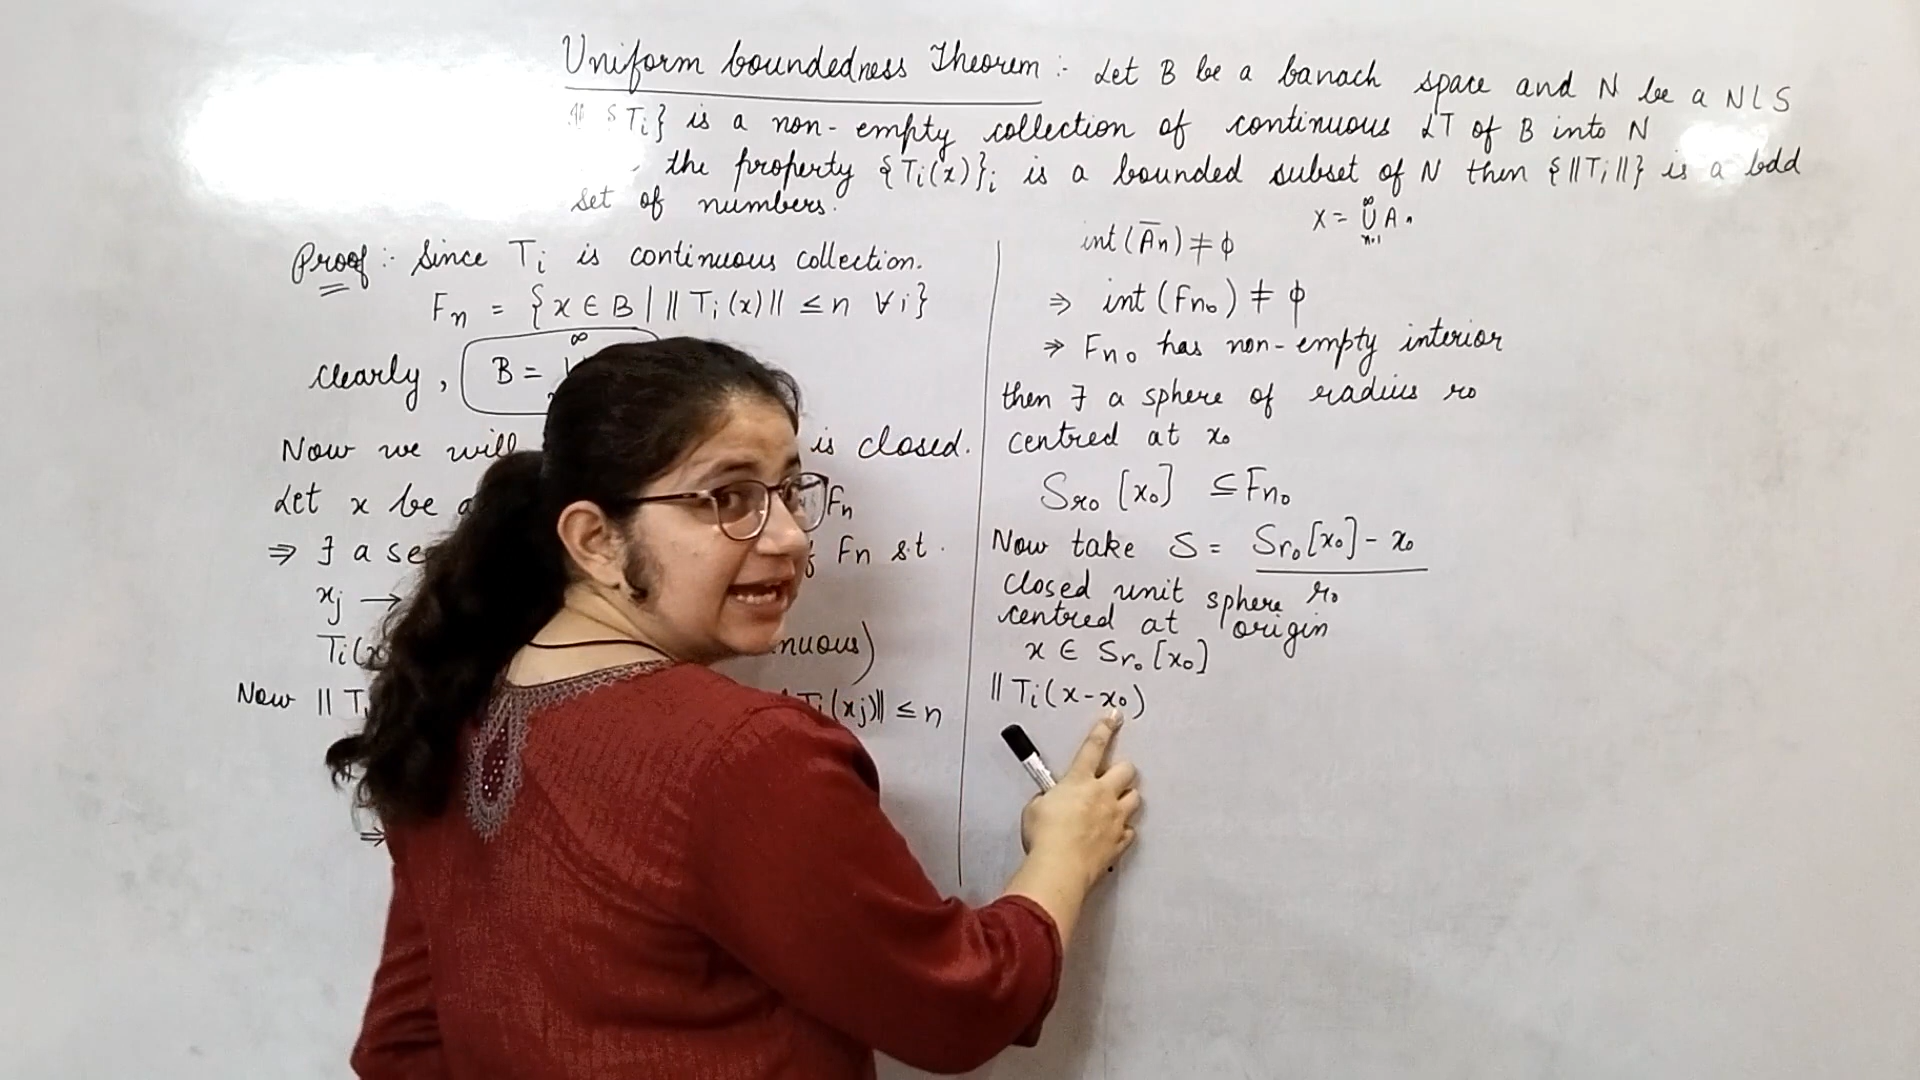 Uniform boundedness Theorem :- Let B be a banach space and N be a NLS
{Ti} is a non-empty collection of continuous LT of B into N
the property {Ti(x)}i is a bounded subset of N then {||Ti||} is a bdd
set of numbers.
Proof :- Since Ti is continuous collection.
Fn = {x ∈ B | || Ti(x)|| ≤ n ∀ i}
clearly, B = ∞
Now we will is closed.
Let x be a Fn
⇒ ∃ a se Fn s.t.
xj →
Ti(x nuous)
Now || Ti Ti(xj)|| ≤ n
⇒
X = ∞∪n=1 An
int(A̅n) ≠ ϕ
⇒ int(Fn₀) ≠ ϕ
⇒ Fn₀ has non-empty interior
then ∃ a sphere of radius r₀
centred at x₀
Sr₀[x₀] ⊆ Fn₀
Now take S = Sr₀[x₀] - x₀ / r₀
closed unit sphere
centred at origin
x ∈ Sr₀[x₀]
|| Ti(x-x₀)